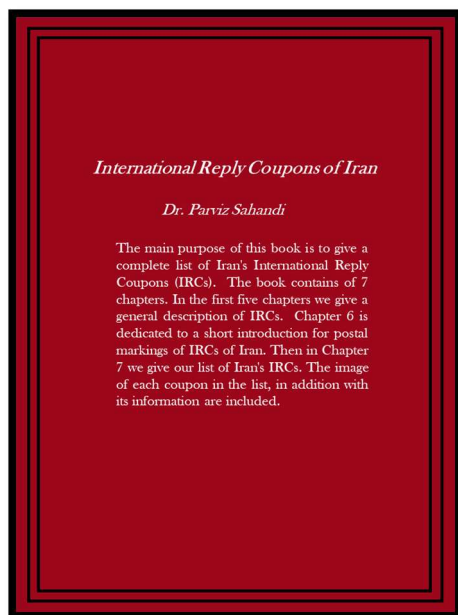 International Reply Coupons of Iran
Dr. Parviz Sahandi
The main purpose of this book is to give a
complete list of Iran's International Reply
Coupons (IRCs). The book contains of 7
chapters. In the first five chapters we give a
general description of IRCs. Chapter 6 is
dedicated to a short introduction for postal
markings of IRCs of Iran. Then in Chapter
7 we give our list of Iran's IRCs. The image
of each coupon in the list, in addition with
its information are included.